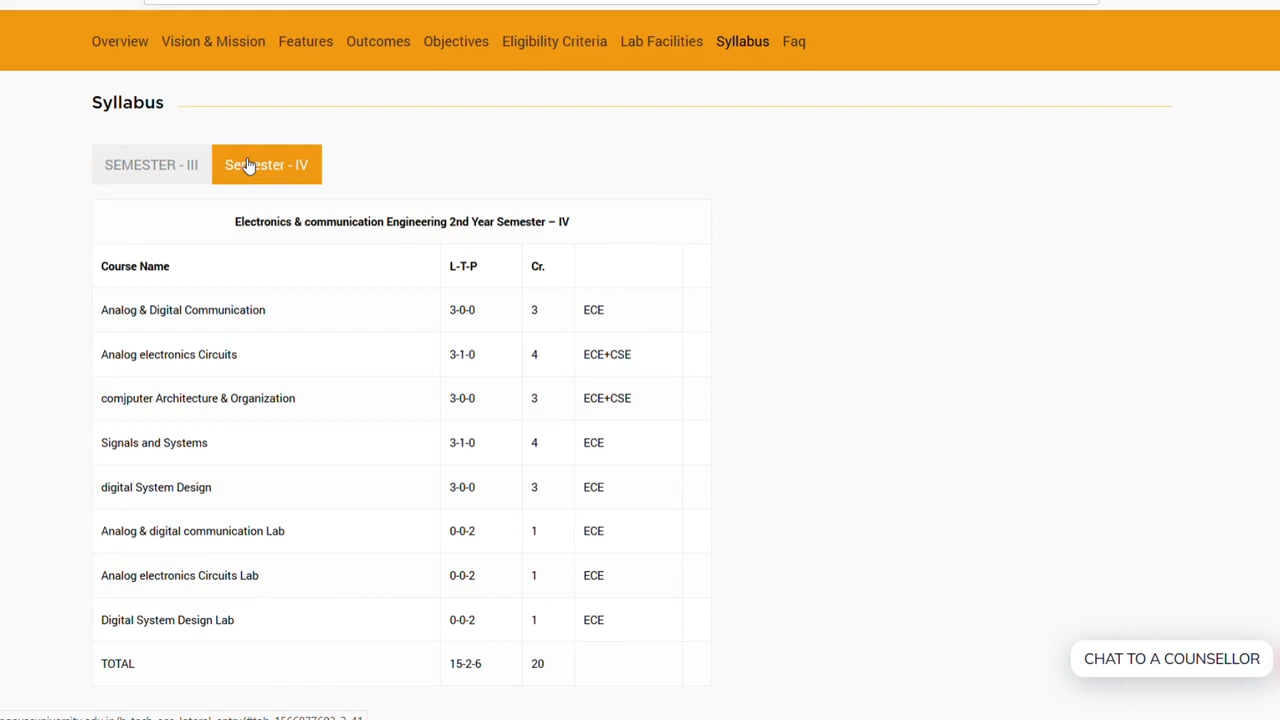 Overview Vision & Mission Features Outcomes Objectives Eligibility Criteria Lab Facilities Syllabus Faq
Syllabus
SEMESTER - III Semester - IV
Electronics & communication Engineering 2nd Year Semester – IV
Course Name L-T-P Cr.
Analog & Digital Communication 3-0-0 3 ECE
Analog electronics Circuits 3-1-0 4 ECE+CSE
comjputer Architecture & Organization 3-0-0 3 ECE+CSE
Signals and Systems 3-1-0 4 ECE
digital System Design 3-0-0 3 ECE
Analog & digital communication Lab 0-0-2 1 ECE
Analog electronics Circuits Lab 0-0-2 1 ECE
Digital System Design Lab 0-0-2 1 ECE
TOTAL 15-2-6 20
CHAT TO A COUNSELLOR